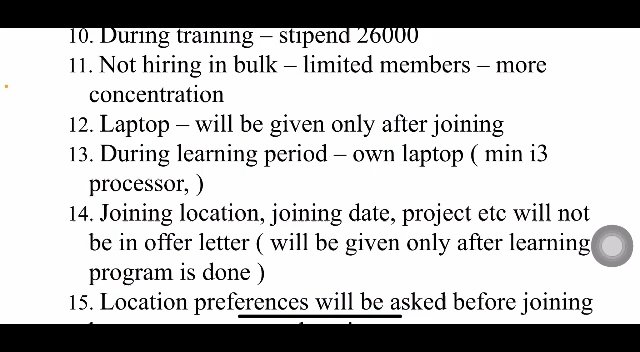 10. During training – stipend 26000
11. Not hiring in bulk – limited members – more
concentration
12. Laptop – will be given only after joining
13. During learning period – own laptop ( min i3
processor, )
14. Joining location, joining date, project etc will not
be in offer letter ( will be given only after learning
program is done )
15. Location preferences will be asked before joining